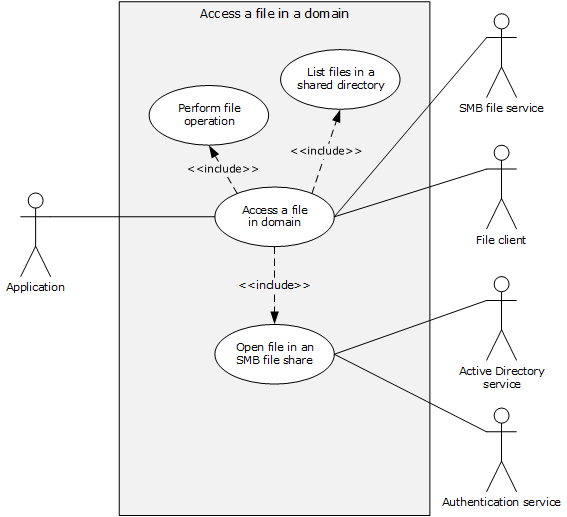 Access a file in a domain
List files in a
shared directory
Perform file
operation
SMB file service
<<include>>
<<include>>
Access a file
in domain
File client
Application
<<include>>
Open file in an
SMB file share
Active Directory
service
Authentication service